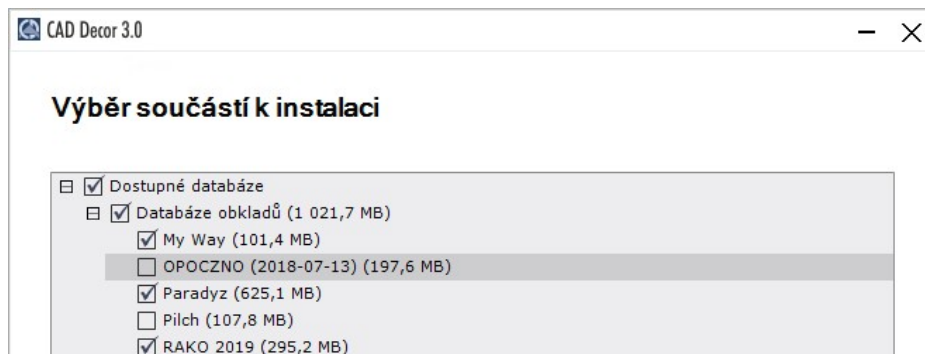 CAD Decor 3.0
Výběr součástí k instalaci
Dostupné databáze
Databáze obkladů (1 021,7 MB)
My Way (101,4 MB)
OPOCZNO (2018-07-13) (197,6 MB)
Paradyz (625,1 MB)
Pilch (107,8 MB)
RAKO 2019 (295,2 MB)